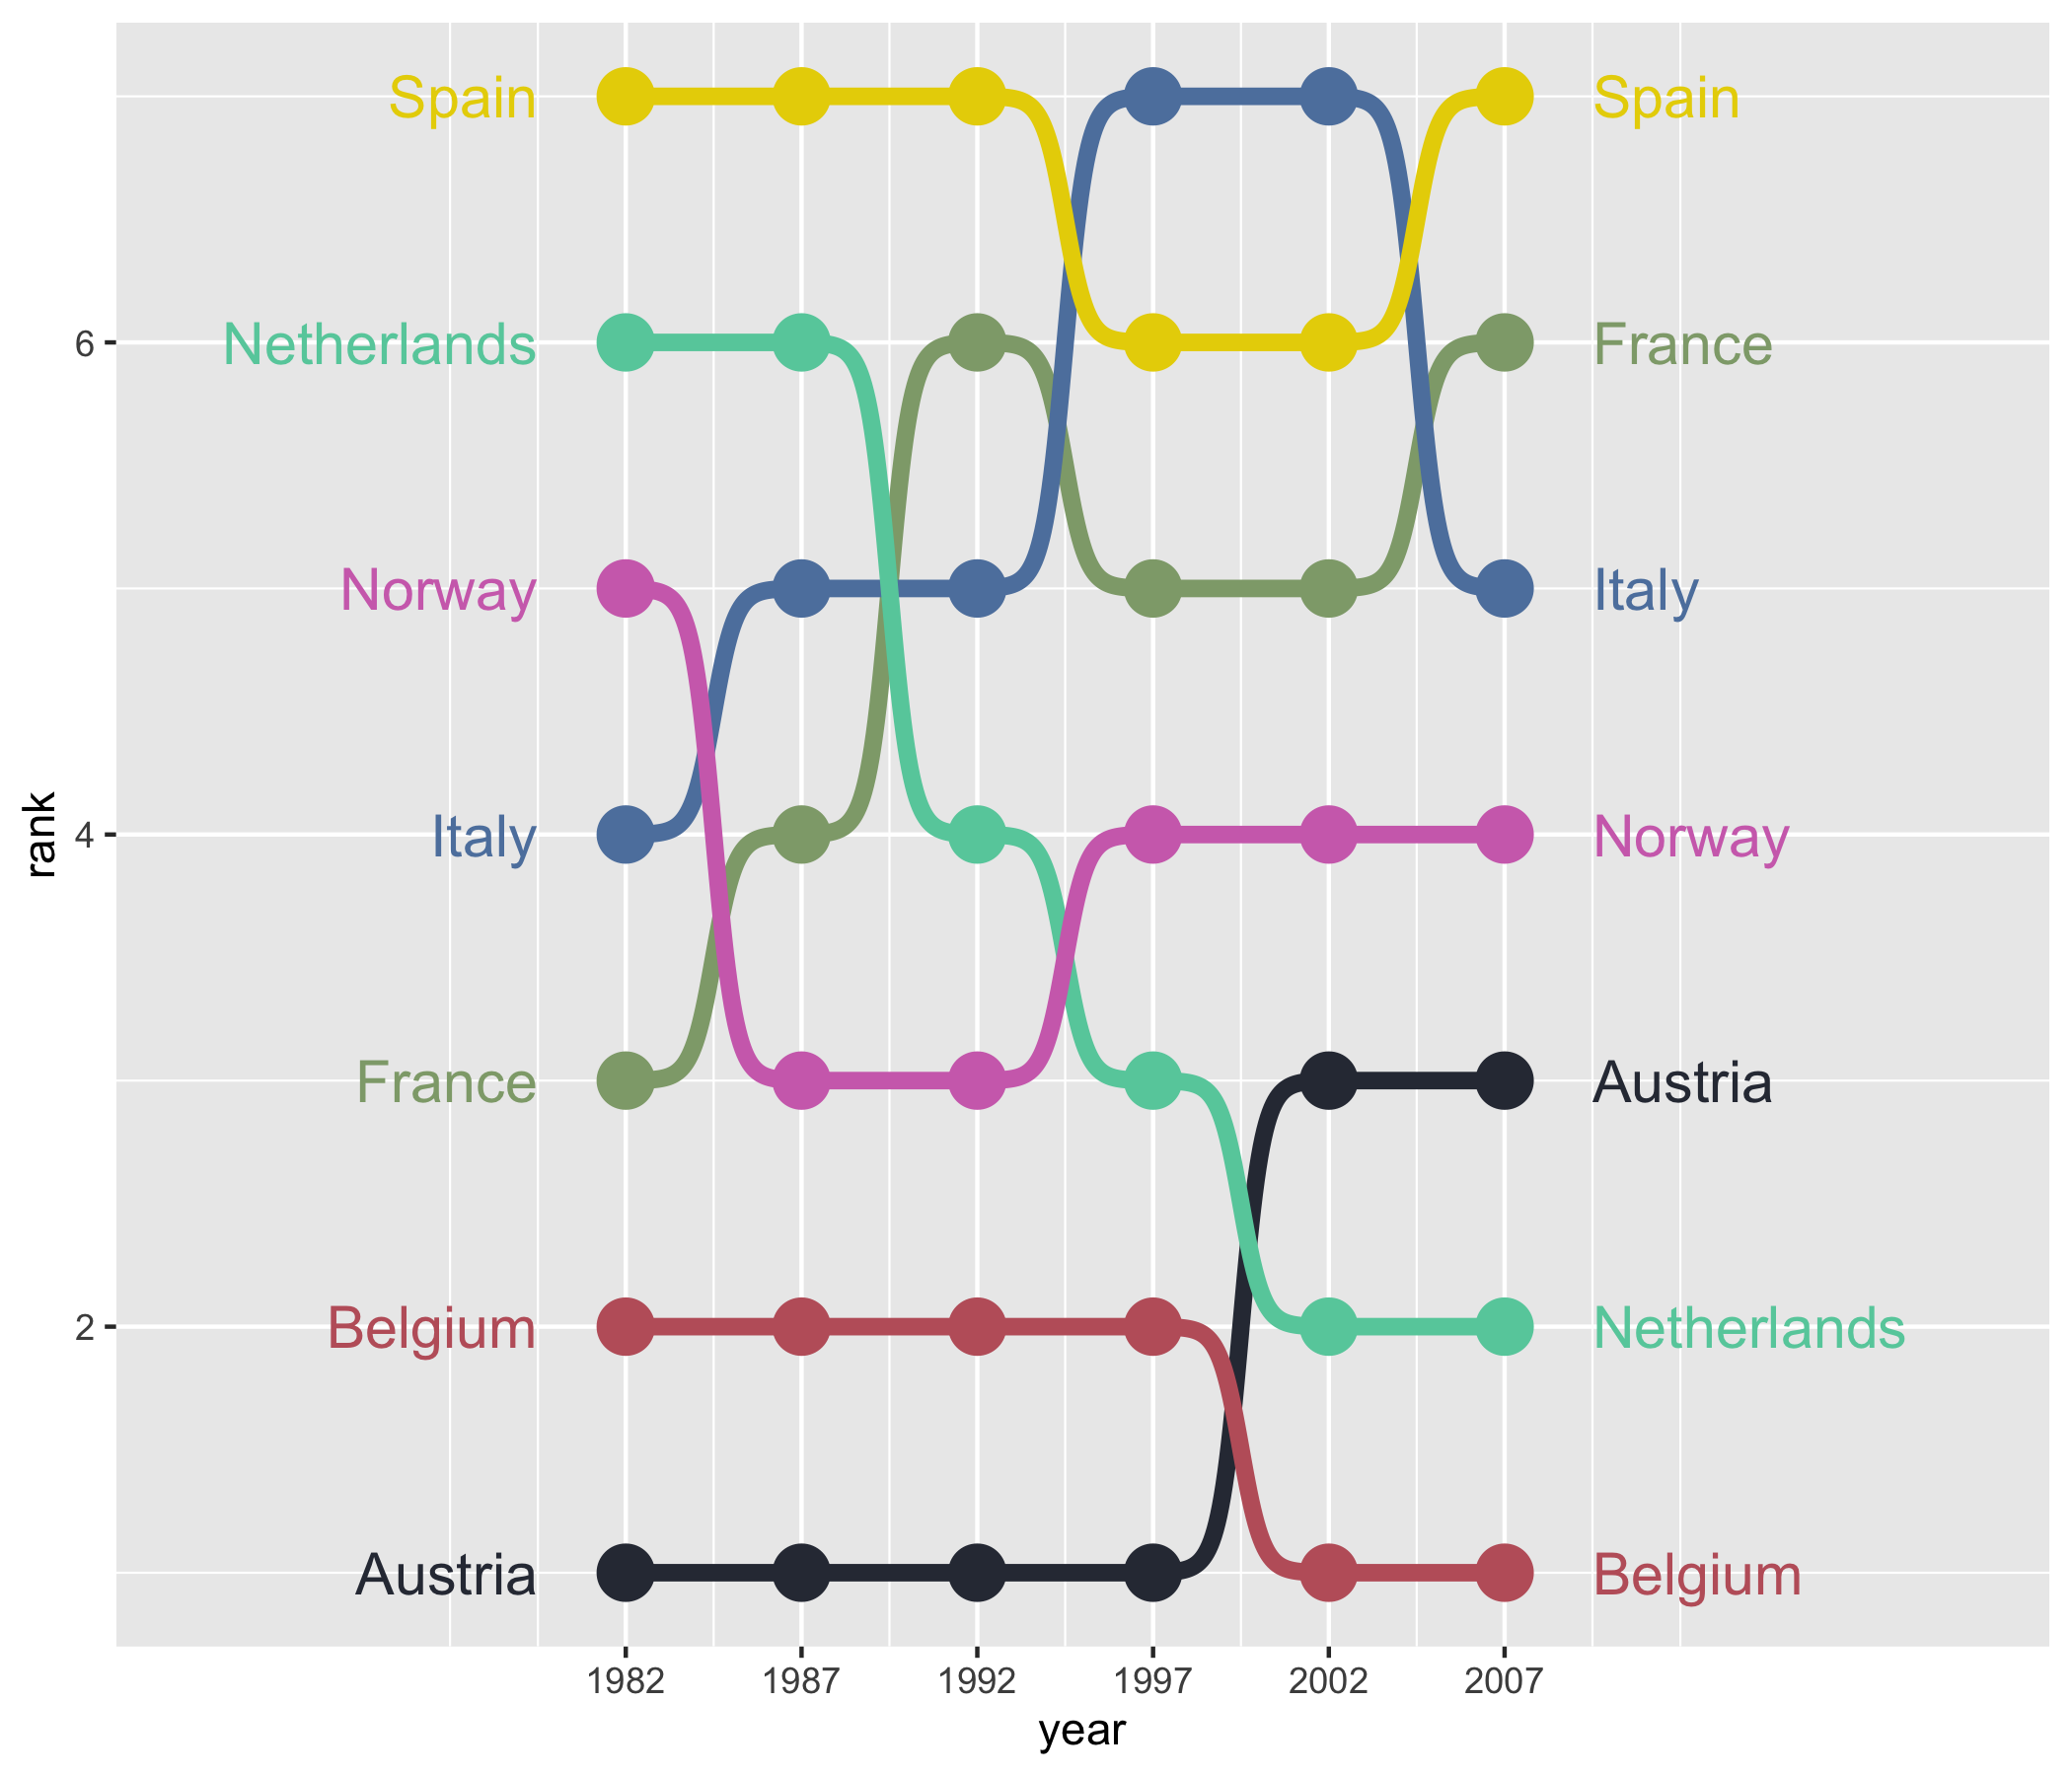 Spain
Spain
6
Netherlands
France
Norway
Italy
rank
4
Italy
Norway
France
Austria
2
Belgium
Netherlands
Austria
Belgium
1982 1987 1992 1997 2002 2007
year